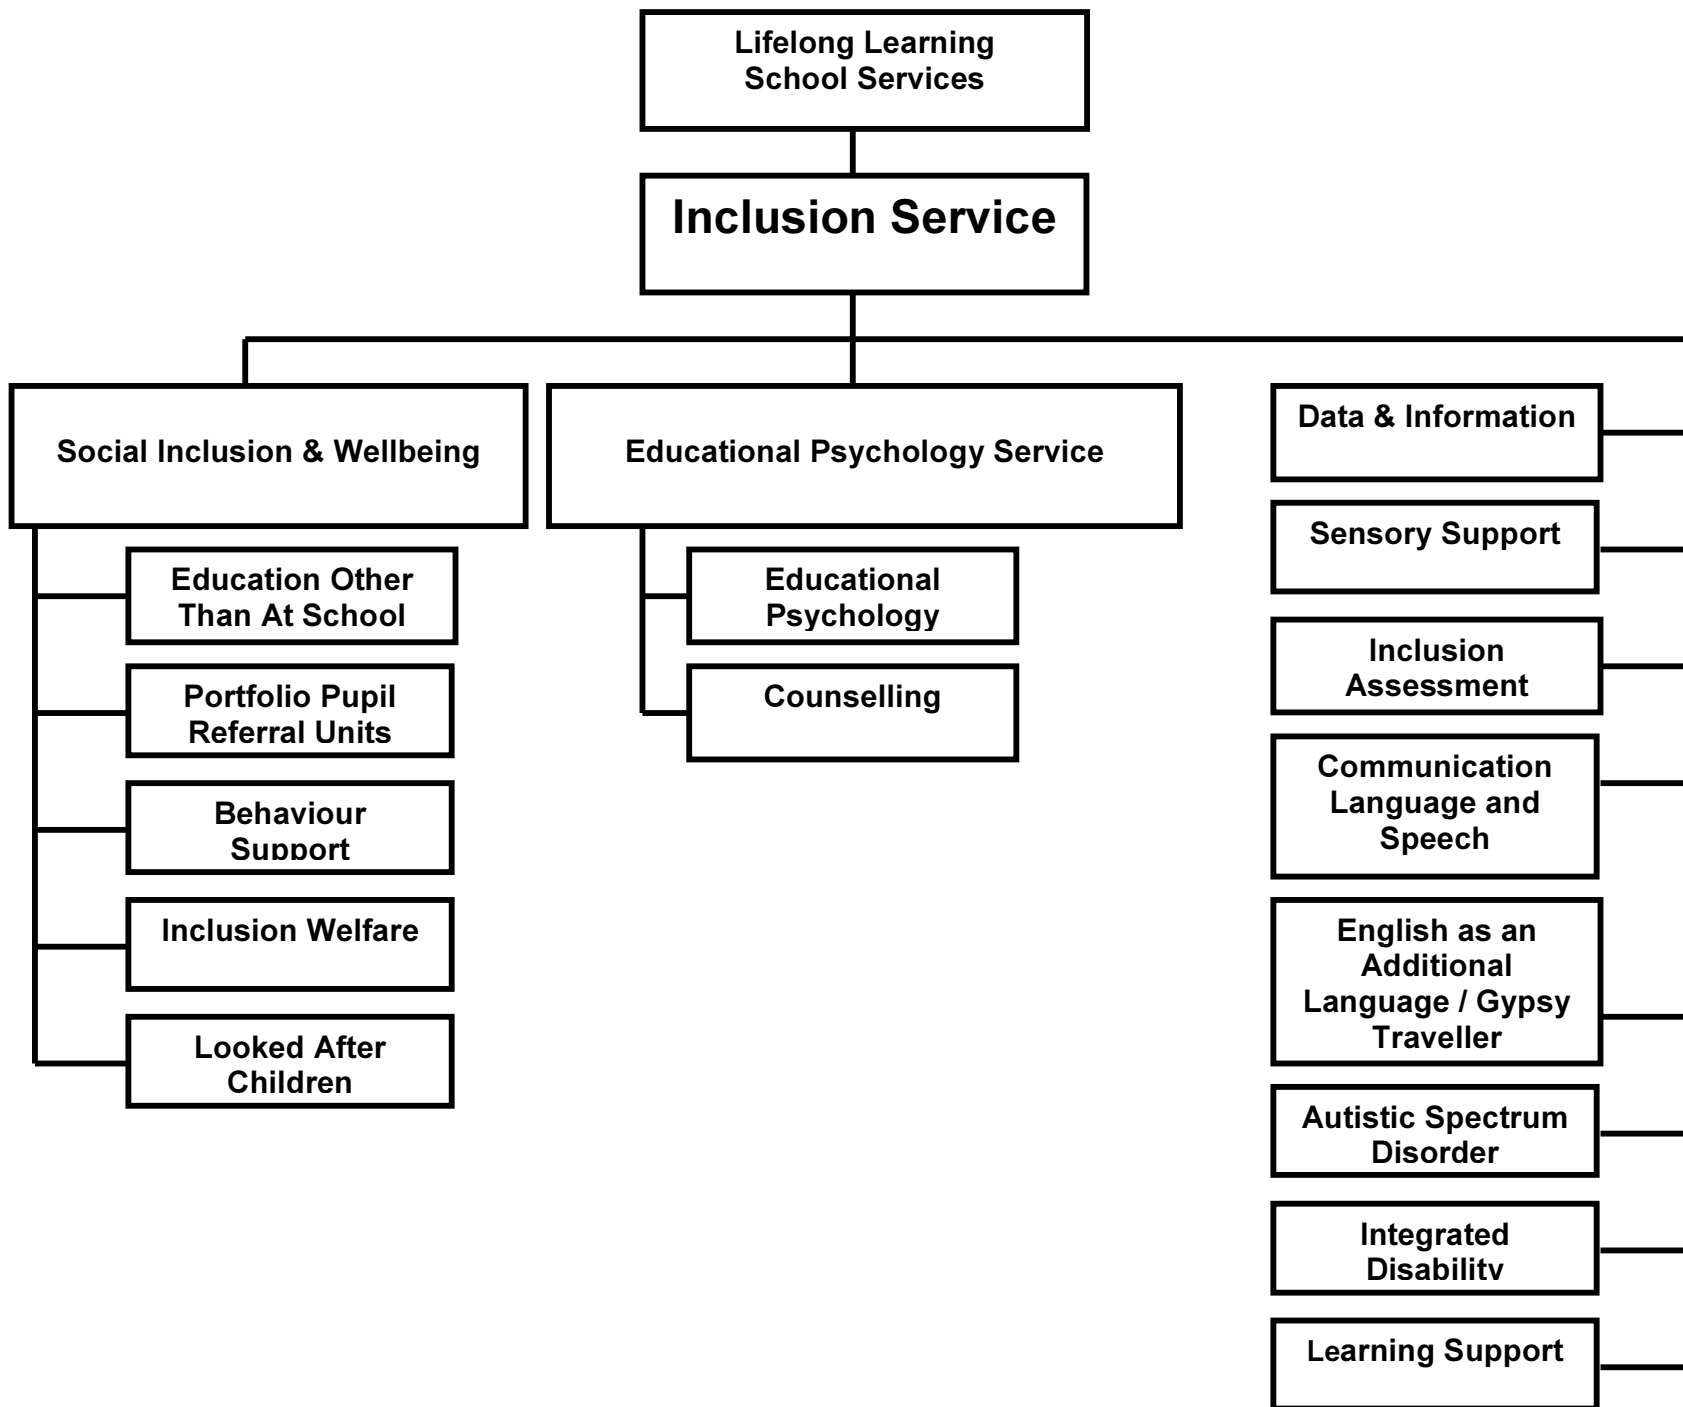 Lifelong Learning
School Services
Inclusion Service
Social Inclusion & Wellbeing
Education Other
Than At School
Portfolio Pupil
Referral Units
Behaviour
Support
Inclusion Welfare
Looked After
Children
Educational Psychology Service
Educational
Psychology
Counselling
Data & Information
Sensory Support
Inclusion
Assessment
Communication
Language and
Speech
English as an
Additional
Language / Gypsy
Traveller
Autistic Spectrum
Disorder
Integrated
Disability
Learning Support